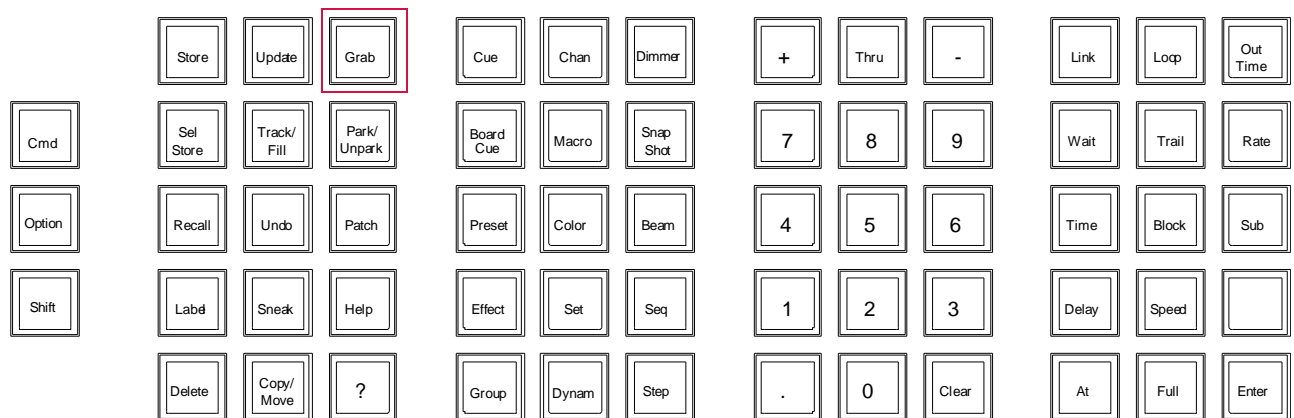 Store Update Grab Cue Chan Dimmer + Thru - Link Loop Out Time
Cmd Sel Store Track/ Fill Park/ Unpark Board Cue Macro Snap Shot 7 8 9 Wait Trail Rate
Option Recall Undo Patch Preset Color Beam 4 5 6 Time Block Sub
Shift Label Sneak Help Effect Set Seq 1 2 3 Delay Speed
Delete Copy/ Move ? Group Dynam Step . 0 Clear At Full Enter